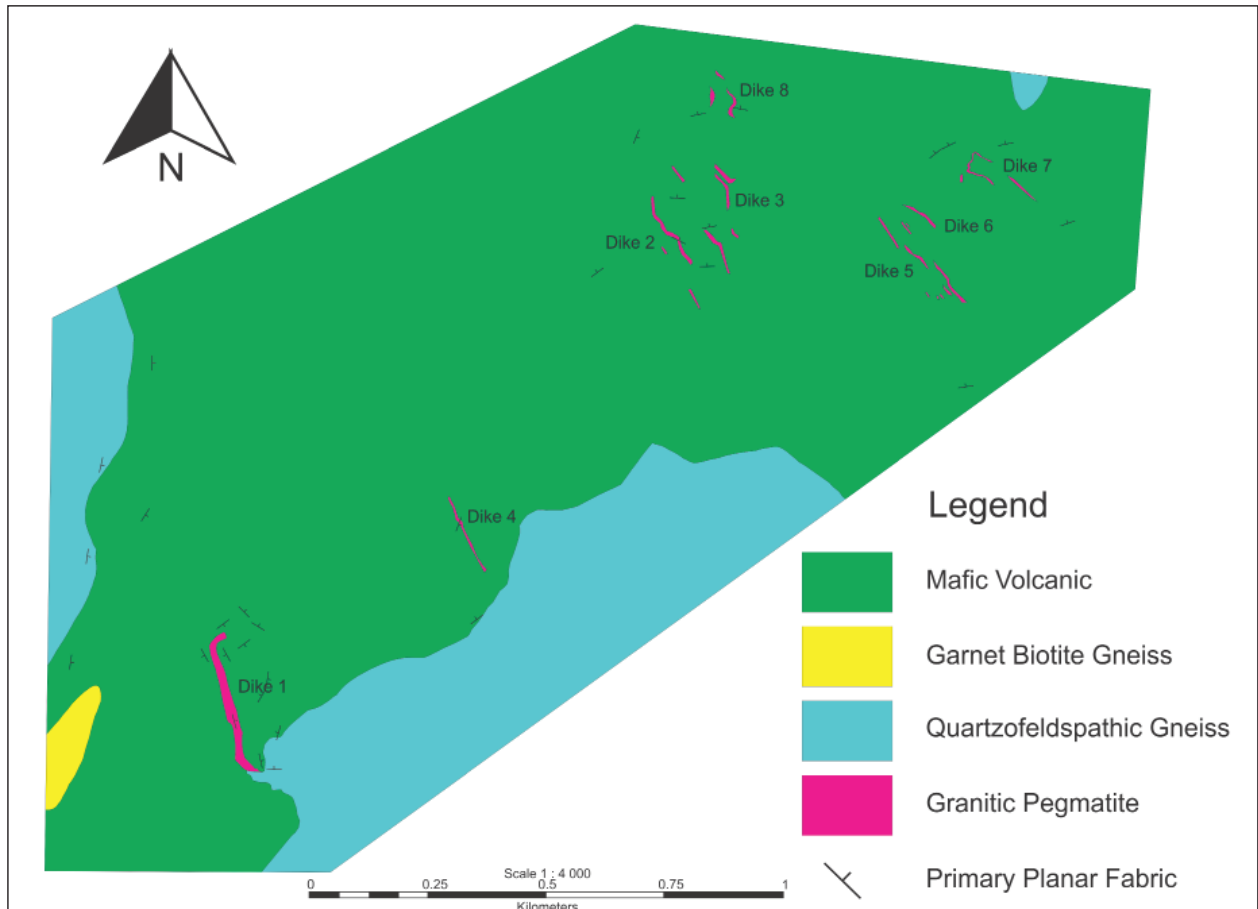 N
Dike 8
Dike 7
Dike 3
Dike 6
Dike 2
Dike 5
Dike 4
Dike 1
Legend
Mafic Volcanic
Garnet Biotite Gneiss
Quartzofeldspathic Gneiss
Granitic Pegmatite
Primary Planar Fabric
Scale 1 : 4 000
0 0.25 0.5 0.75 1
Kilometers